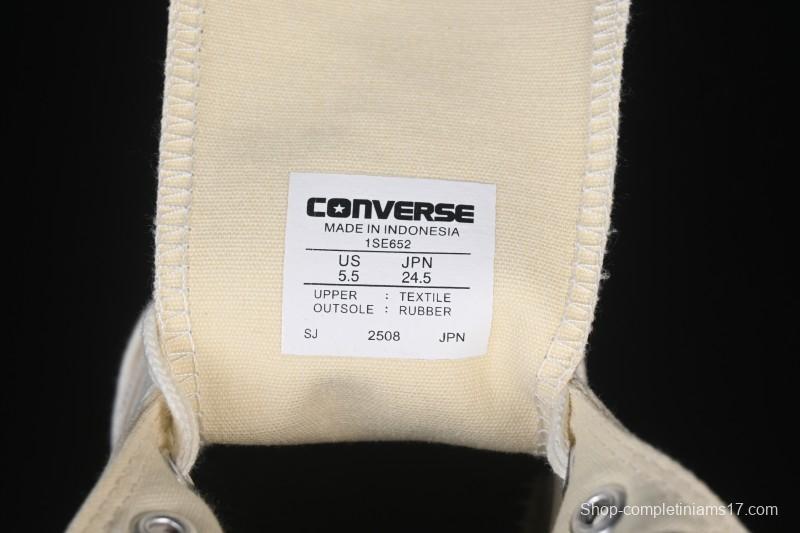 CONVERSE
MADE IN INDONESIA
1SE652
US JPN
5.5 24.5
UPPER : TEXTILE
OUTSOLE : RUBBER
SJ 2508 JPN
Shop-completiniams17.com